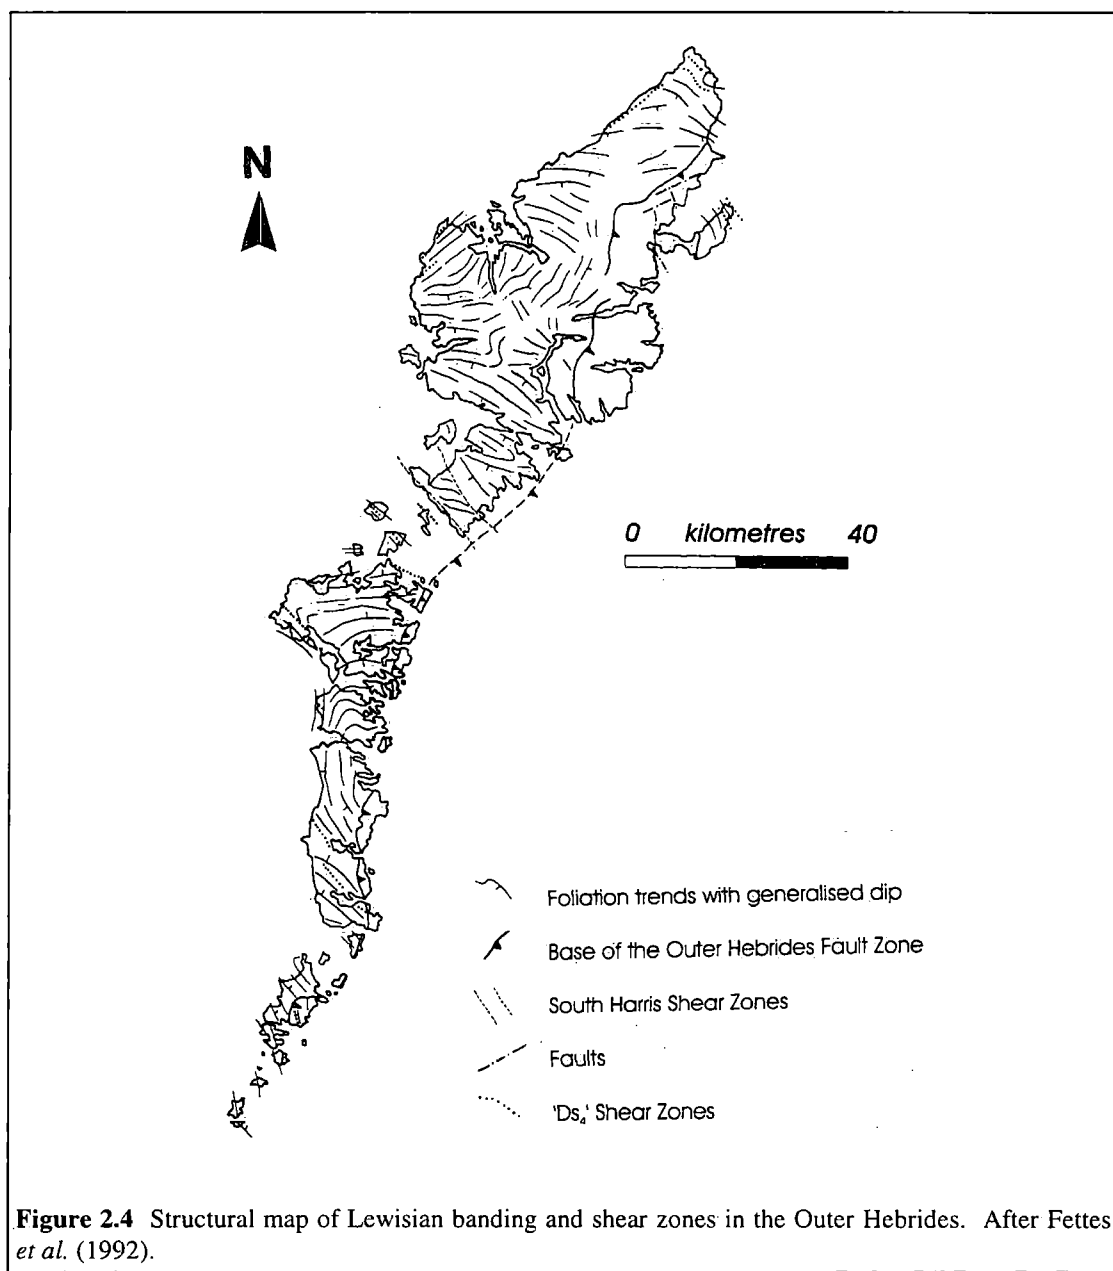 N
0 kilometres 40
Foliation trends with generalised dip
Base of the Outer Hebrides Fault Zone
South Harris Shear Zones
Faults
'Ds₄' Shear Zones
Figure 2.4 Structural map of Lewisian banding and shear zones in the Outer Hebrides. After Fettes
et al. (1992).